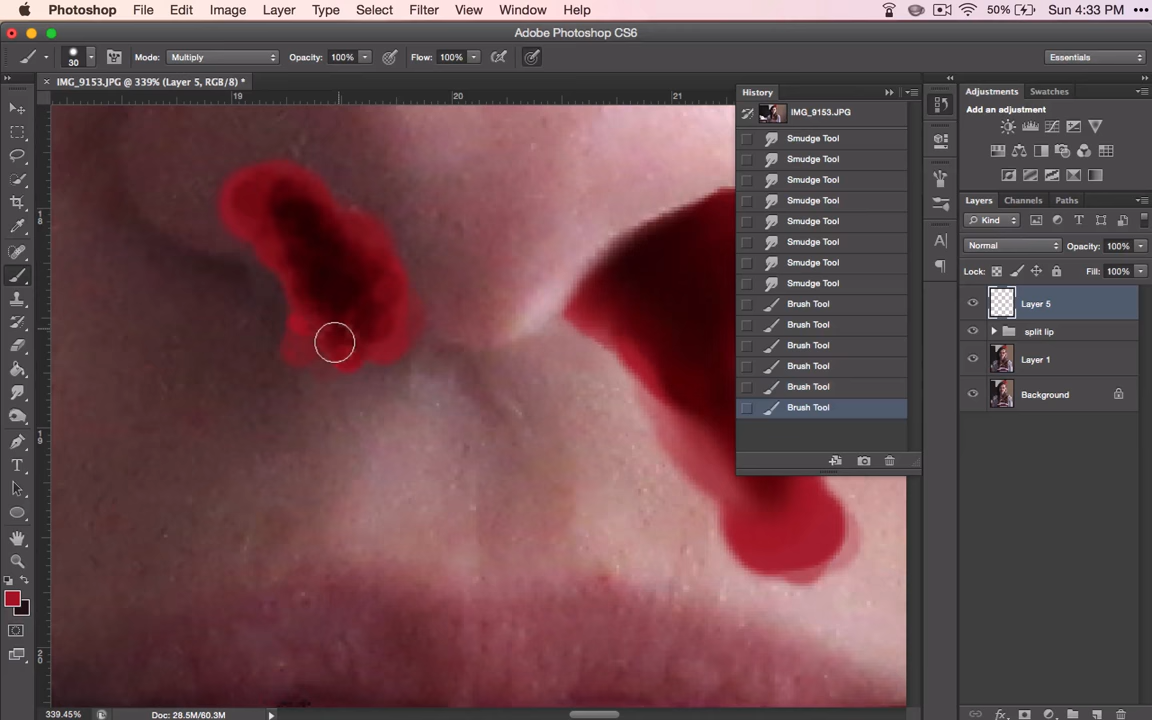 Photoshop File Edit Image Layer Type Select Filter View Window Help 50% Sun 4:33 PM
Adobe Photoshop CS6
30 Mode: Multiply Opacity: 100% Flow: 100% Essentials
× IMG_9153.JPG @ 339% (Layer 5, RGB/8) *
19 20 21
18
19
20
History
IMG_9153.JPG
Smudge Tool
Smudge Tool
Smudge Tool
Smudge Tool
Smudge Tool
Smudge Tool
Smudge Tool
Smudge Tool
Brush Tool
Brush Tool
Brush Tool
Brush Tool
Brush Tool
Brush Tool
A
Adjustments Swatches
Add an adjustment
Layers Channels Paths
Kind T
Normal Opacity: 100%
Lock: Fill: 100%
Layer 5
split lip
Layer 1
Background
fx
T
339.45% Doc: 28.5M/60.3M